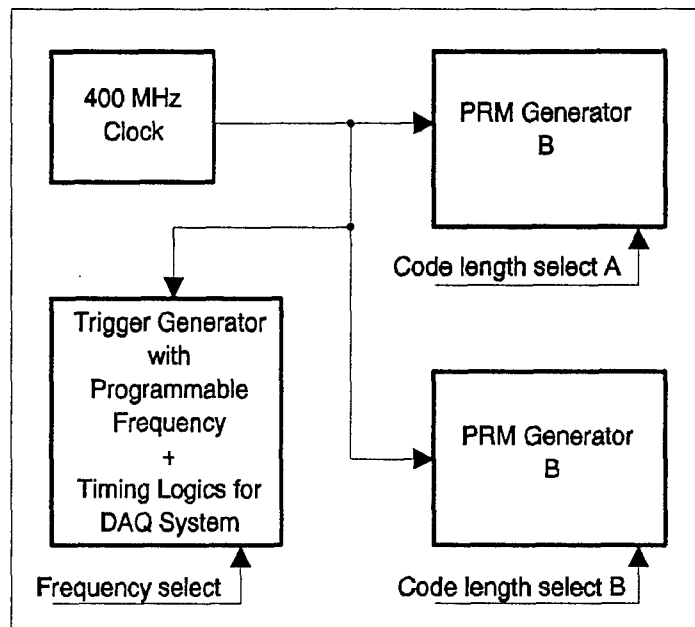 400 MHz
Clock
PRM Generator
B
Code length select A
Trigger Generator
with
Programmable
Frequency
+
Timing Logics for
DAQ System
Frequency select
PRM Generator
B
Code length select B